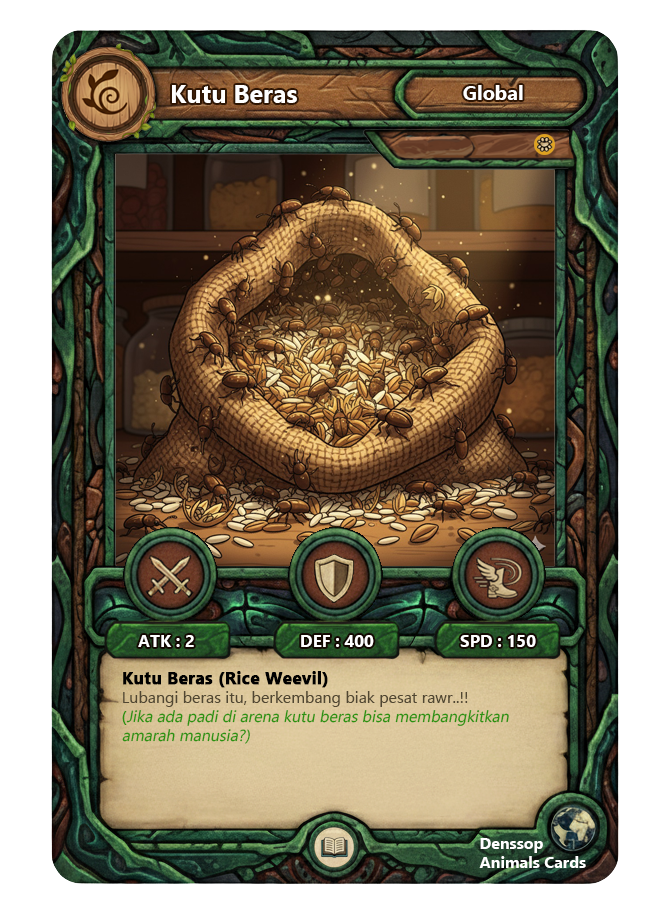 Kutu Beras
Global
ATK : 2
DEF : 400
SPD : 150
Kutu Beras (Rice Weevil)
Lubangi beras itu, berkembang biak pesat rawr..!!
(Jika ada padi di arena kutu beras bisa membangkitkan
amarah manusia?)
Denssop
Animals Cards